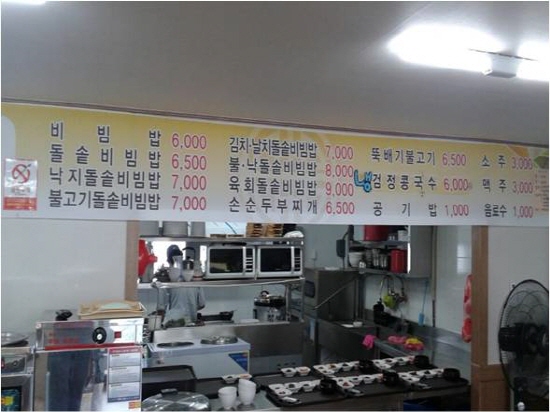 비빔밥 6,000
돌솥비빔밥 6,500
낙지돌솥비빔밥 7,000
불고기돌솥비빔밥 7,000
김치·날치돌솥비빔밥 7,000
불·낙돌솥비빔밥 8,000
육회돌솥비빔밥 9,000
손순두부찌개 6,500
뚝배기불고기 6,500
냉검정콩국수 6,000
공기밥 1,000
소주 3,000
맥주 3,000
음료수 1,000